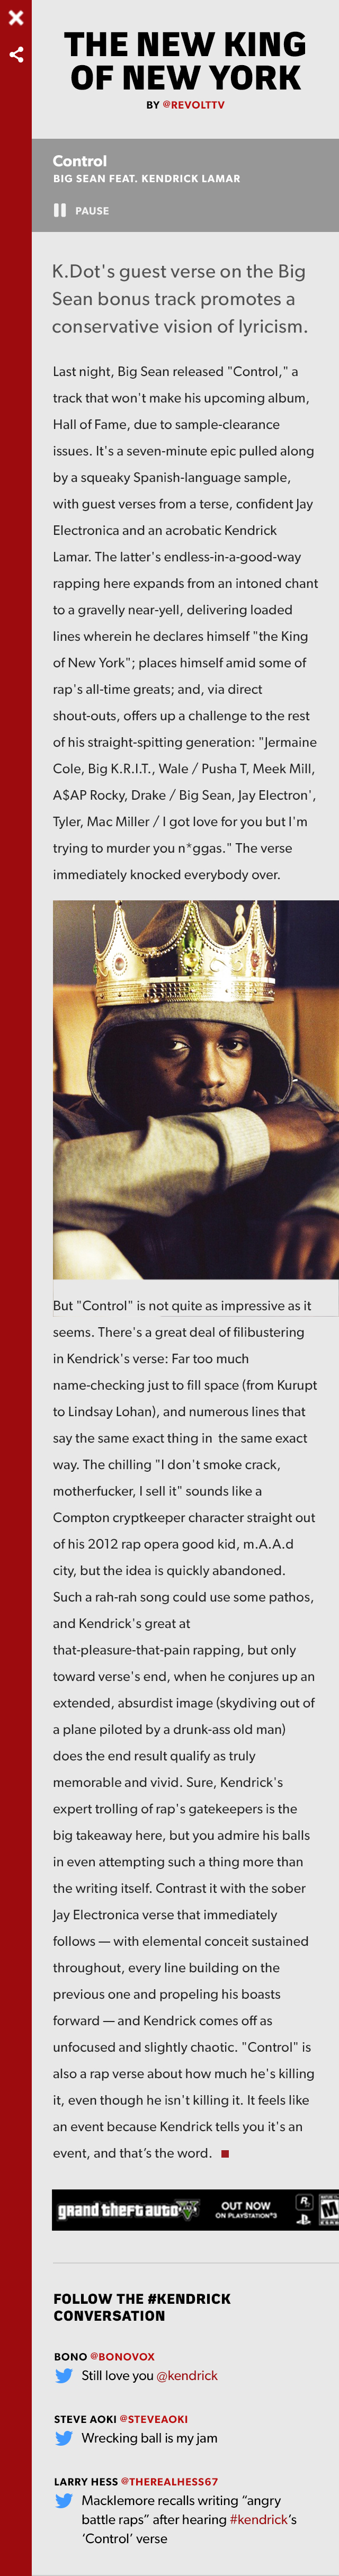 THE NEW KING
OF NEW YORK
BY @REVOLTTV
Control
BIG SEAN FEAT. KENDRICK LAMAR
PAUSE
K.Dot's guest verse on the Big
Sean bonus track promotes a
conservative vision of lyricism.
Last night, Big Sean released "Control," a
track that won't make his upcoming album,
Hall of Fame, due to sample-clearance
issues. It's a seven-minute epic pulled along
by a squeaky Spanish-language sample,
with guest verses from a terse, confident Jay
Electronica and an acrobatic Kendrick
Lamar. The latter's endless-in-a-good-way
rapping here expands from an intoned chant
to a gravelly near-yell, delivering loaded
lines wherein he declares himself "the King
of New York"; places himself amid some of
rap's all-time greats; and, via direct
shout-outs, offers up a challenge to the rest
of his straight-spitting generation: "Jermaine
Cole, Big K.R.I.T., Wale / Pusha T, Meek Mill,
A$AP Rocky, Drake / Big Sean, Jay Electron',
Tyler, Mac Miller / I got love for you but I'm
trying to murder you n*ggas." The verse
immediately knocked everybody over.
But "Control" is not quite as impressive as it
seems. There's a great deal of filibustering
in Kendrick's verse: Far too much
name-checking just to fill space (from Kurupt
to Lindsay Lohan), and numerous lines that
say the same exact thing in the same exact
way. The chilling "I don't smoke crack,
motherfucker, I sell it" sounds like a
Compton cryptkeeper character straight out
of his 2012 rap opera good kid, m.A.A.d
city, but the idea is quickly abandoned.
Such a rah-rah song could use some pathos,
and Kendrick's great at
that-pleasure-that-pain rapping, but only
toward verse's end, when he conjures up an
extended, absurdist image (skydiving out of
a plane piloted by a drunk-ass old man)
does the end result qualify as truly
memorable and vivid. Sure, Kendrick's
expert trolling of rap's gatekeepers is the
big takeaway here, but you admire his balls
in even attempting such a thing more than
the writing itself. Contrast it with the sober
Jay Electronica verse that immediately
follows — with elemental conceit sustained
throughout, every line building on the
previous one and propeling his boasts
forward — and Kendrick comes off as
unfocused and slightly chaotic. "Control" is
also a rap verse about how much he's killing
it, even though he isn't killing it. It feels like
an event because Kendrick tells you it's an
event, and that's the word.
grand theft auto V OUT NOW
ON PLAYSTATION®3
R
M
FOLLOW THE #KENDRICK
CONVERSATION
BONO @BONOVOX
Still love you @kendrick
STEVE AOKI @STEVEAOKI
Wrecking ball is my jam
LARRY HESS @THEREALHESS67
Macklemore recalls writing “angry
battle raps” after hearing #kendrick's
‘Control’ verse